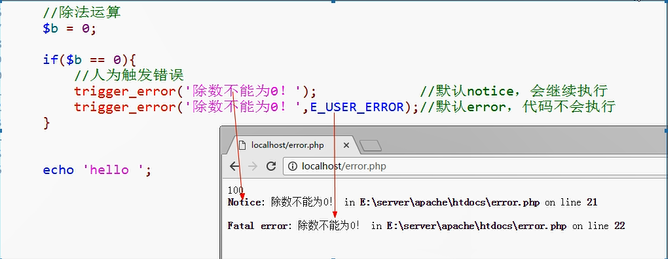 //除法运算
$b = 0;
if($b == 0){
//人为触发错误
trigger_error('除数不能为0! '); //默认notice，会继续执行
trigger_error('除数不能为0! ',E_USER_ERROR);//默认error，代码不会执行
}
echo 'hello ';
localhost/error.php
localhost/error.php
100
Notice: 除数不能为0! in E:\server\apache\htdocs\error.php on line 21
Fatal error: 除数不能为0! in E:\server\apache\htdocs\error.php on line 22